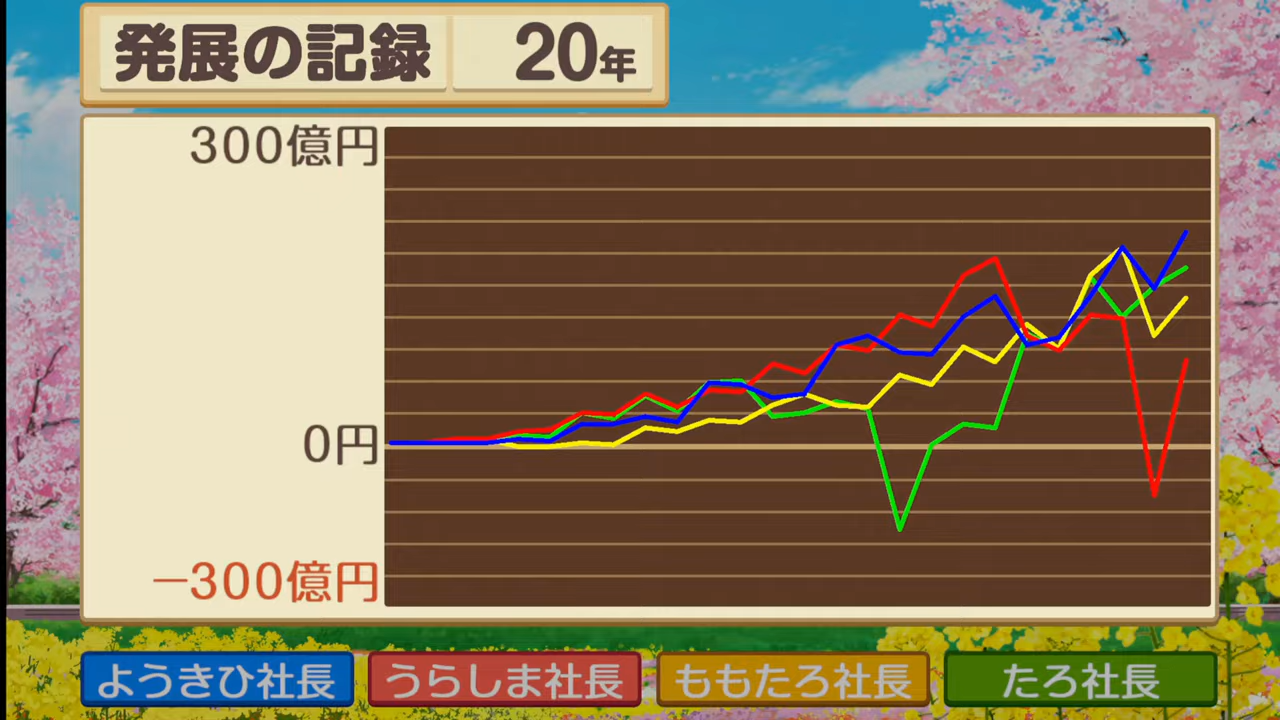 発展の記録 20年
300億円
0円
－300億円
ようきひ社長 うらしま社長 ももたろ社長 たろ社長